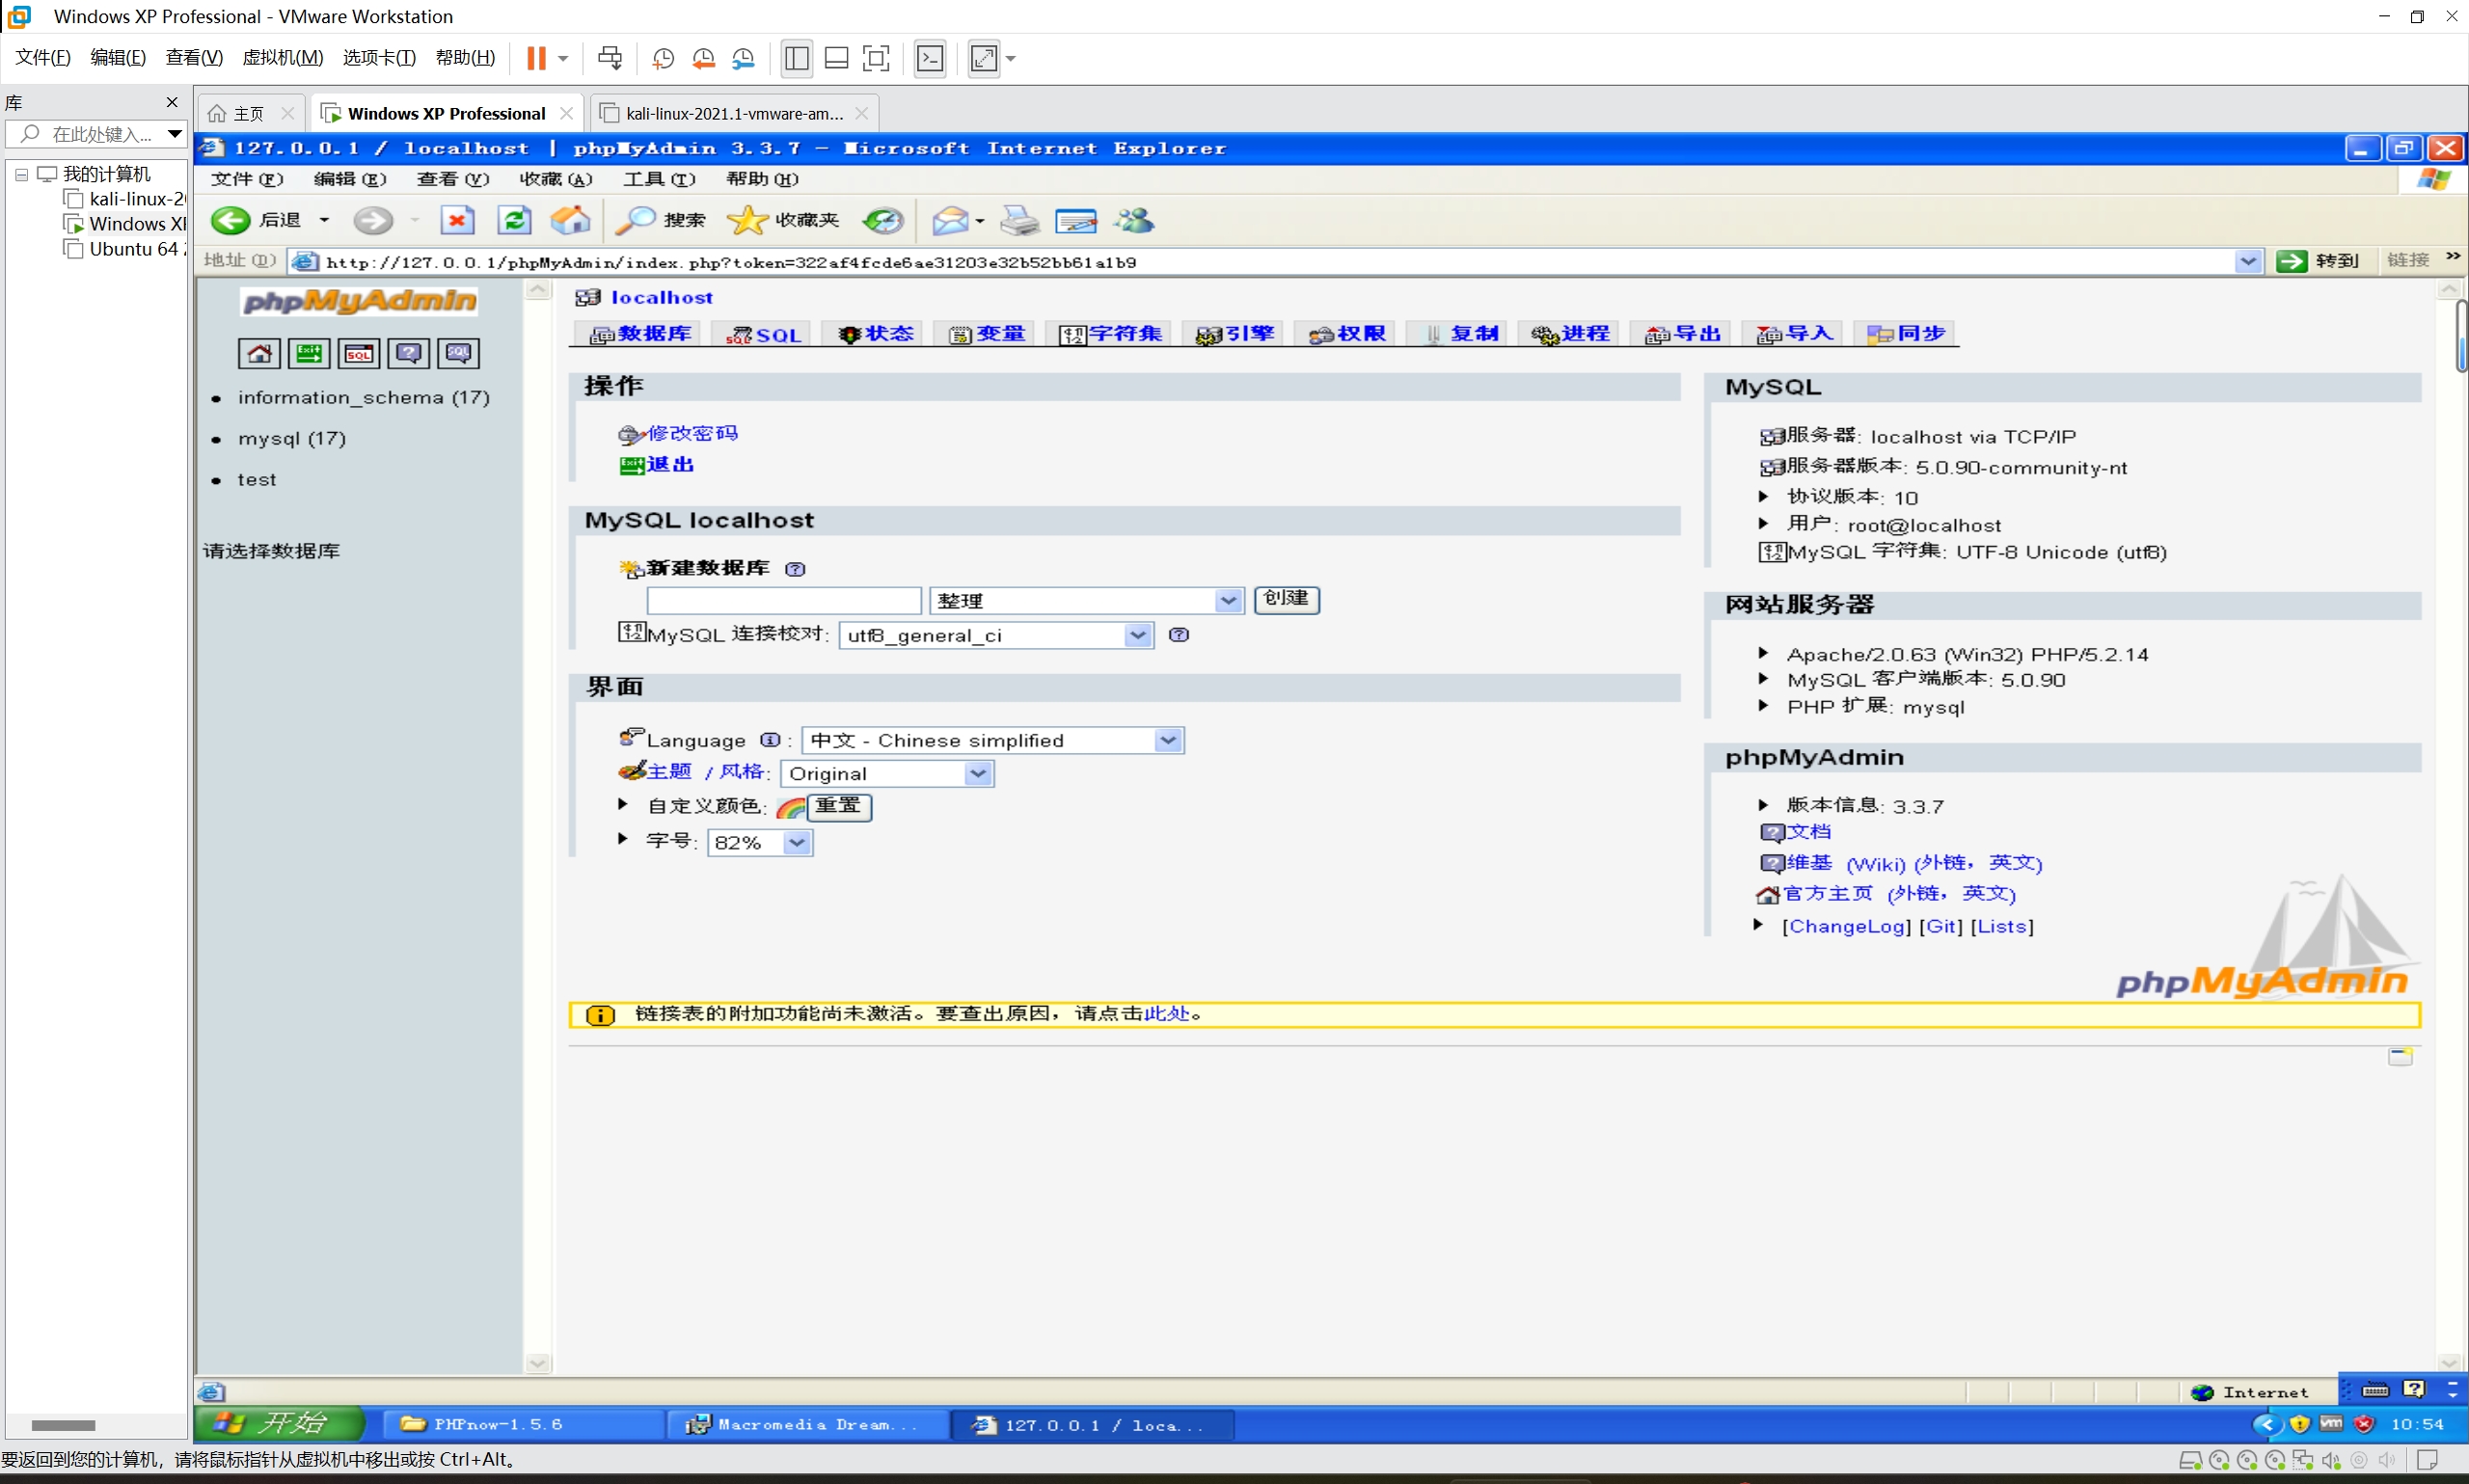 Windows XP Professional - VMware Workstation
文件(F) 编辑(E) 查看(V) 虚拟机(M) 选项卡(T) 帮助(H)
库
主页 Windows XP Professional kali-linux-2021.1-vmware-am...
在此处键入...
我的计算机
kali-linux-20
Windows XP
Ubuntu 64
127.0.0.1 / localhost | phpMyAdmin 3.3.7 - Microsoft Internet Explorer
文件(F) 编辑(E) 查看(V) 收藏(A) 工具(T) 帮助(H)
后退 搜索 收藏夹
地址(D) http://127.0.0.1/phpMyAdmin/index.php?token=322af4fcde6ae31203e32b52bb61a1b9 转到 链接 »
phpMyAdmin
Exit SQL SQL
information_schema (17)
mysql (17)
test
请选择数据库
localhost
数据库 SQL 状态 变量 字符集 引擎 权限 复制 进程 导出 导入 同步
操作
修改密码
退出
MySQL localhost
新建数据库
整理 创建
MySQL 连接校对: utf8_general_ci
界面
Language : 中文 - Chinese simplified
主题 / 风格: Original
自定义颜色: 重置
字号: 82%
MySQL
服务器: localhost via TCP/IP
服务器版本: 5.0.90-community-nt
协议版本: 10
用户: root@localhost
MySQL 字符集: UTF-8 Unicode (utf8)
网站服务器
Apache/2.0.63 (Win32) PHP/5.2.14
MySQL 客户端版本: 5.0.90
PHP 扩展: mysql
phpMyAdmin
版本信息: 3.3.7
文档
维基 (Wiki) (外链，英文)
官方主页 (外链，英文)
[ChangeLog] [Git] [Lists]
phpMyAdmin
链接表的附加功能尚未激活。要查出原因，请点击此处。
Internet
开始 PHPnow-1.5.6 Macromedia Dream... 127.0.0.1 / loca... 10:54
要返回到您的计算机，请将鼠标指针从虚拟机中移出或按 Ctrl+Alt。